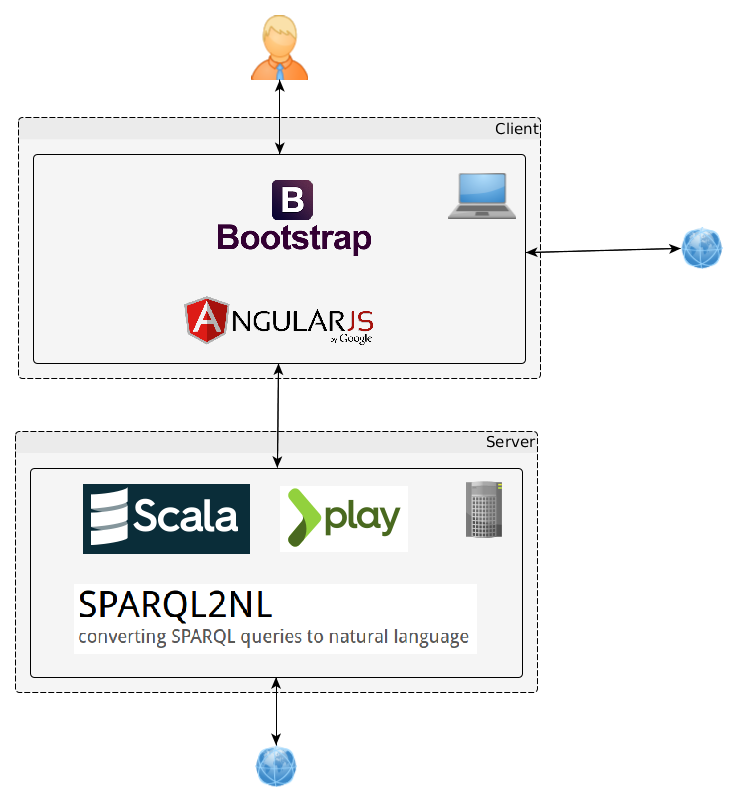 Client
B
Bootstrap
ANGULARJS
by Google
Server
Scala
play
SPARQL2NL
converting SPARQL queries to natural language